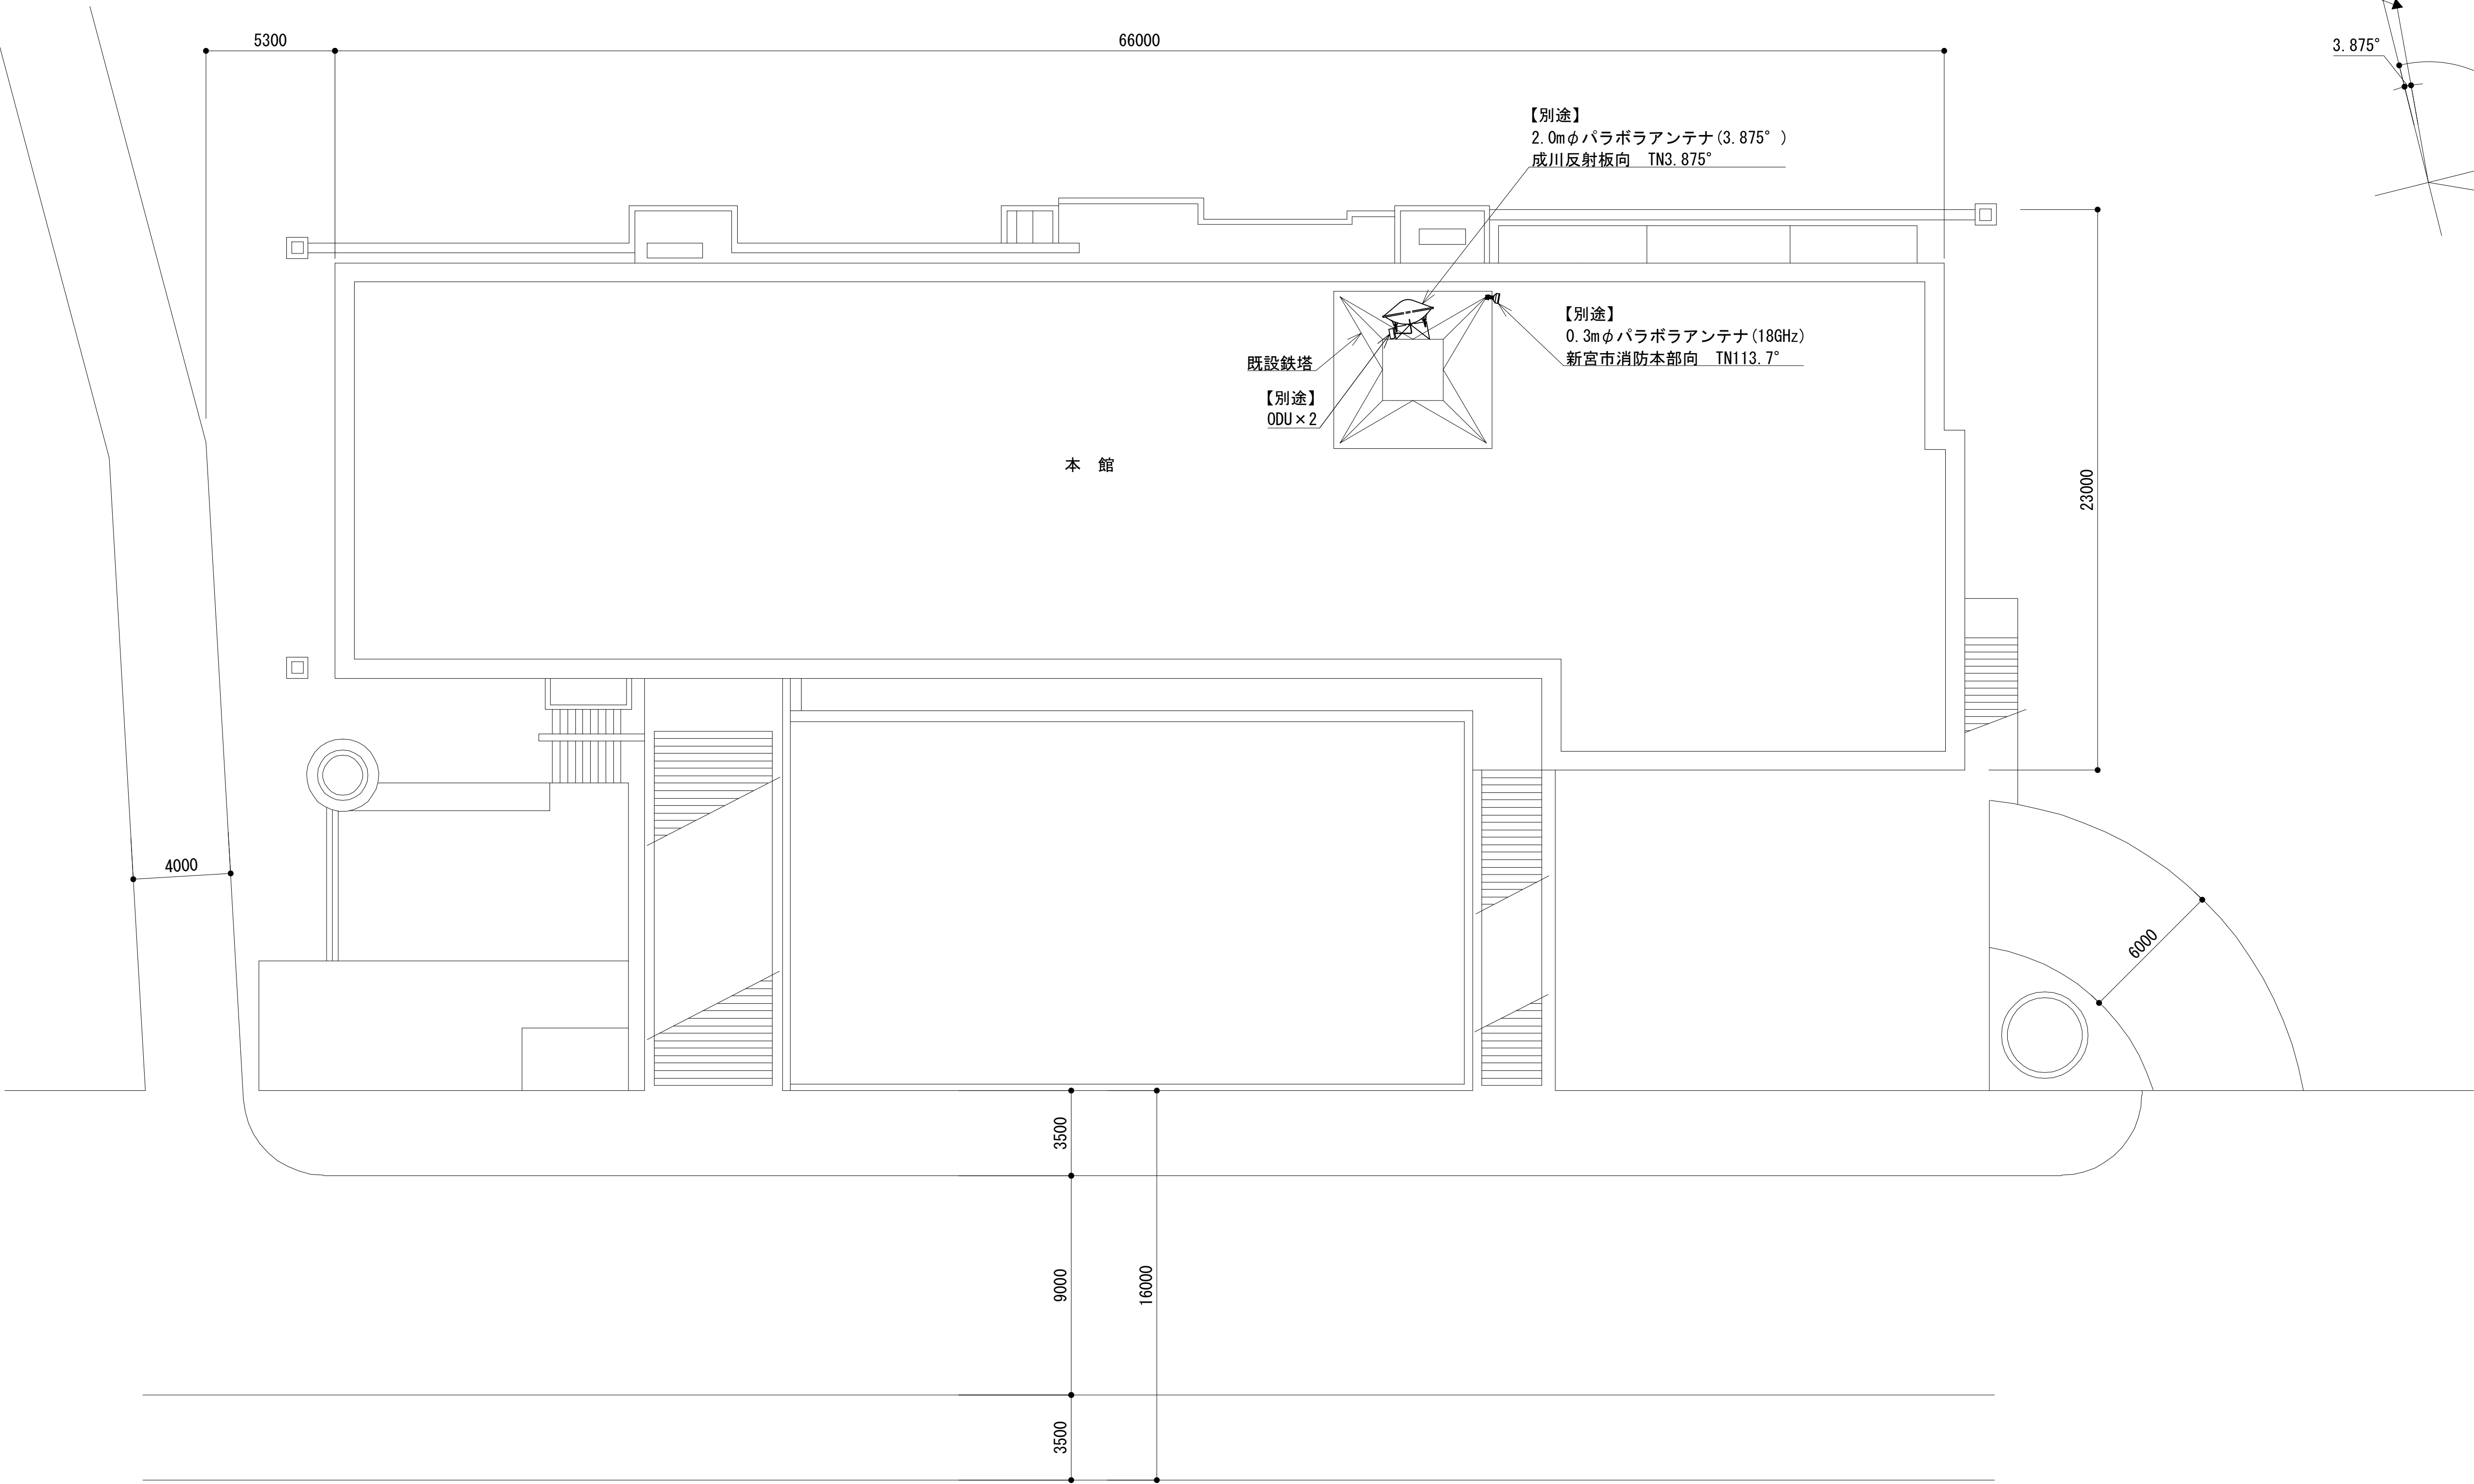 5300
66000
3.875°
【別途】
2.0mφパラボラアンテナ(3.875°)
成川反射板向　TN3.875°
【別途】
0.3mφパラボラアンテナ(18GHz)
新宮市消防本部向　TN113.7°
既設鉄塔
【別途】
ODU×2
本　館
23000
4000
6000
3500
9000
16000
3500